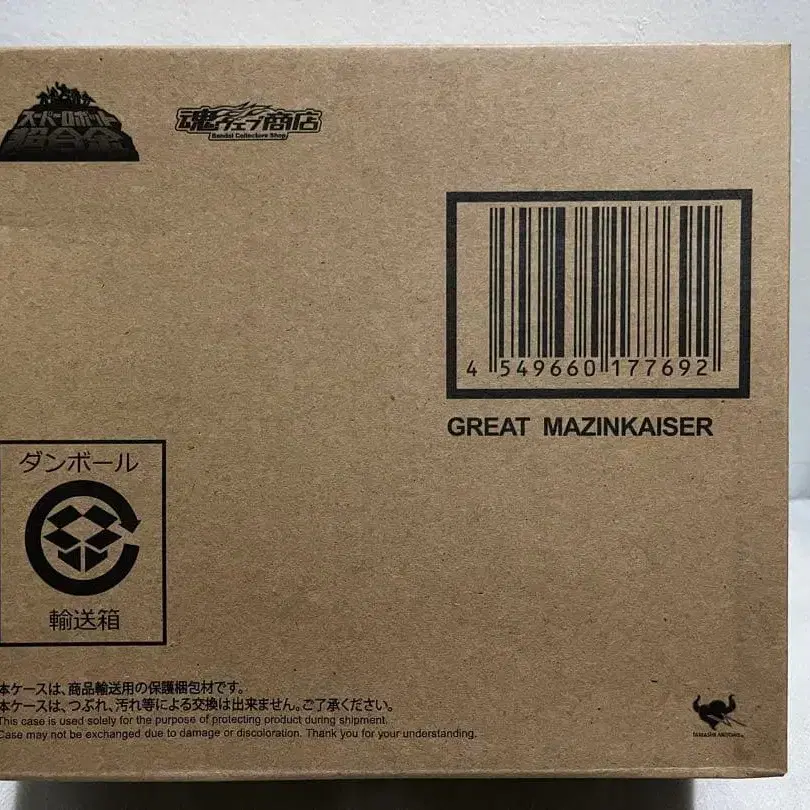 スーパーロボット
超合金
魂ウェブ商店
Bandai Collectors Shop
4 549660 177692
GREAT MAZINKAISER
ダンボール
輸送箱
本ケースは、商品輸送用の保護梱包材です。
本ケースは、つぶれ、汚れ等による交換は出来ません。ご了承ください。
This case is used solely for the purpose of protecting product during shipment.
Case may not be exchanged due to damage or discoloration. Thank you for your understanding.
TAMASHII NATIONS